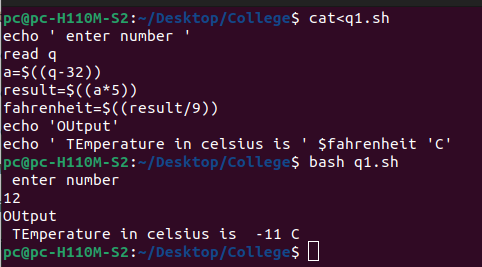 pc@pc-H110M-S2:~/Desktop/College$ cat<q1.sh
echo ' enter number '
read q
a=$((q-32))
result=$((a*5))
fahrenheit=$((result/9))
echo 'OUtput'
echo ' TEmperature in celsius is ' $fahrenheit 'C'
pc@pc-H110M-S2:~/Desktop/College$ bash q1.sh
 enter number
12
OUtput
 TEmperature in celsius is  -11 C
pc@pc-H110M-S2:~/Desktop/College$